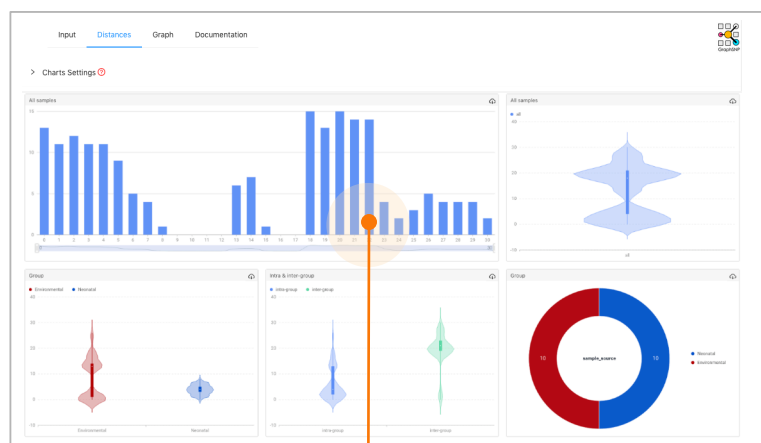 Input Distances Graph Documentation
GraphSNP
> Charts Settings ?
All samples
15
10
5
0
0 1 2 3 4 5 6 7 8 9 10 11 12 13 14 15 16 17 18 19 20 21 22 23 24 25 26 27 28 29 30
All samples
all
40
30
20
10
0
-10
all
Group
Environmental Neonatal
40
30
20
10
0
-10
Environmental Neonatal
Intra & inter-group
intra-group inter-group
40
30
20
10
0
-10
intra-group inter-group
Group
10 sample_source 10
Neonatal
Environmental